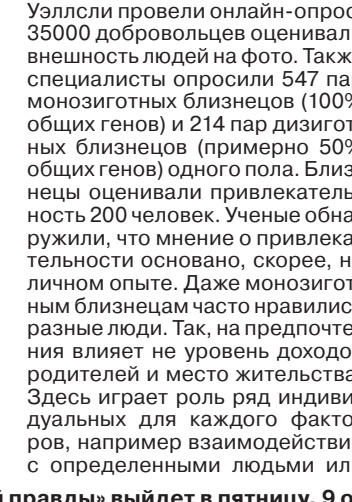 Уэллсли провели онлайн-опрос
35000 добровольцев оценивал
внешность людей на фото. Такж
специалисты опросили 547 па
монозиготных близнецов (100%
общих генов) и 214 пар дизигот
ных близнецов (примерно 50%
общих генов) одного пола. Близ
нецы оценивали привлекатель
ность 200 человек. Ученые обна
ружили, что мнение о привлека
тельности основано, скорее, н
личном опыте. Даже монозигот
ным близнецам часто нравилис
разные люди. Так, на предпочте
ния влияет не уровень доходо
родителей и место жительства
Здесь играет роль ряд индиви
дуальных для каждого факто
ров, например взаимодействи
с определенными людьми ил
й правды» выйдет в пятницу, 9 о